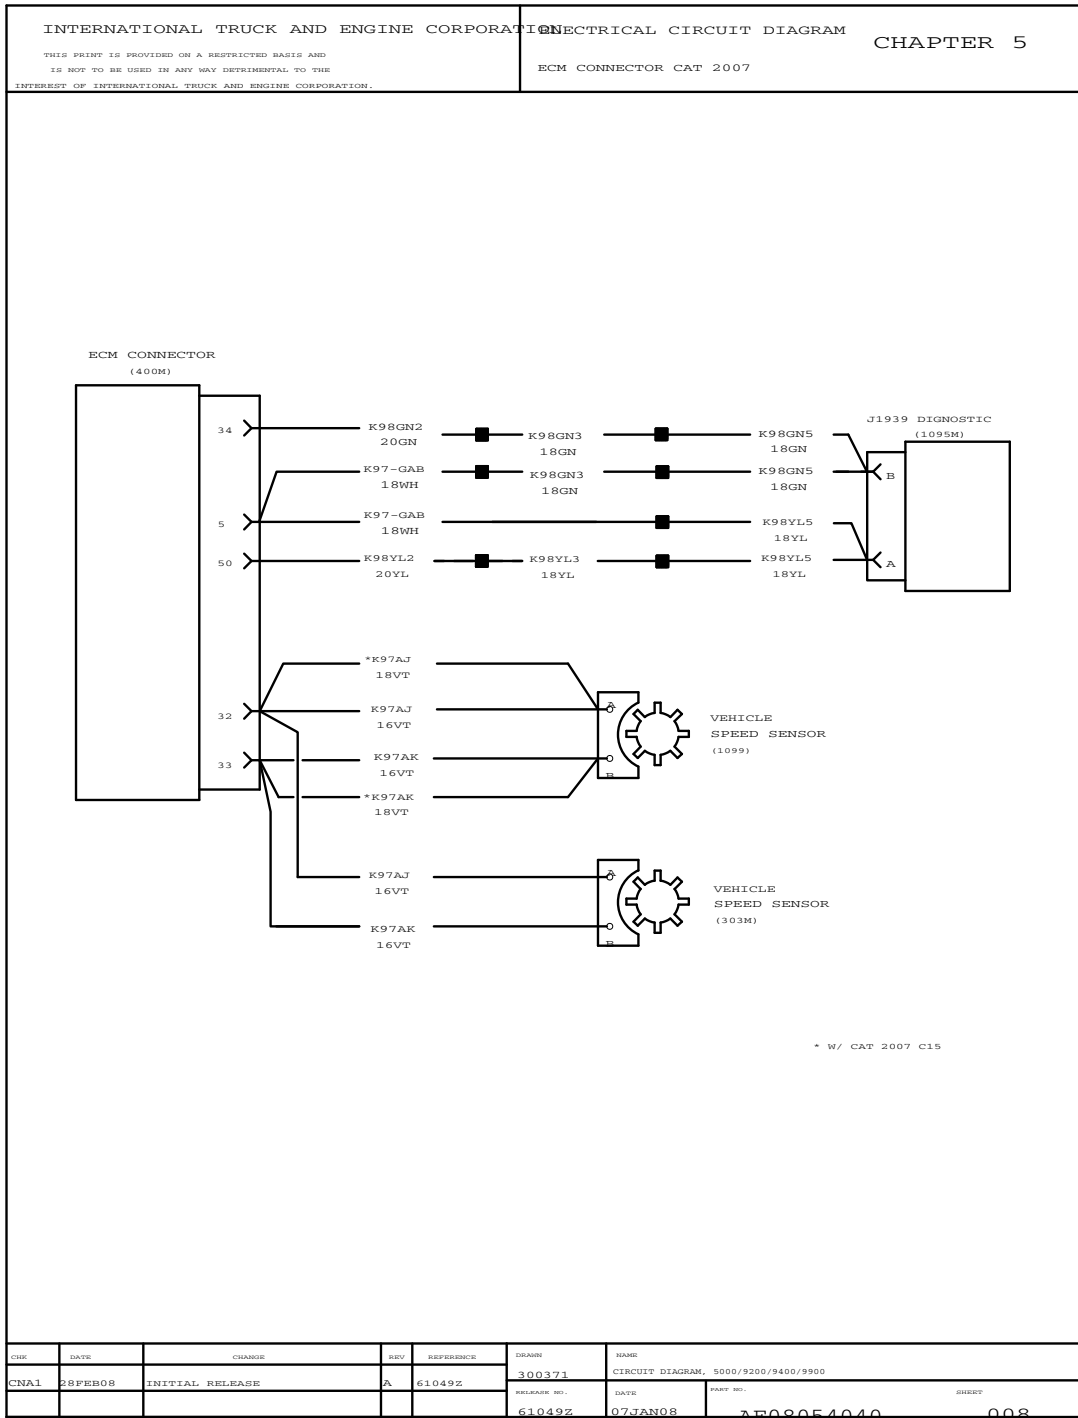 INTERNATIONAL TRUCK AND ENGINE CORPORATION
THIS PRINT IS PROVIDED ON A RESTRICTED BASIS AND
IS NOT TO BE USED IN ANY WAY DETRIMENTAL TO THE
INTEREST OF INTERNATIONAL TRUCK AND ENGINE CORPORATION.
ELECTRICAL CIRCUIT DIAGRAM
ECM CONNECTOR CAT 2007
CHAPTER 5
ECM CONNECTOR
(400M)
J1939 DIGNOSTIC
(1095M)
34
K98GN2
20GN
K98GN3
18GN
K98GN5
18GN
K97-GAB
18WH
K98GN3
18GN
K98GN5
18GN
B
5
K97-GAB
18WH
K98YL5
18YL
50
K98YL2
20YL
K98YL3
18YL
K98YL5
18YL
A
*K97AJ
18VT
32
K97AJ
16VT
A
VEHICLE
SPEED SENSOR
(1099)
33
K97AK
16VT
B
*K97AK
18VT
K97AJ
16VT
A
VEHICLE
SPEED SENSOR
(303M)
K97AK
16VT
B
* W/ CAT 2007 C15
CHK DATE CHANGE REV REFERENCE
CNA1 28FEB08 INITIAL RELEASE A 61049Z
DRAWN
300371
NAME
CIRCUIT DIAGRAM, 5000/9200/9400/9900
RELEASE NO.
61049Z
DATE
07JAN08
PART NO.
AF08054040
SHEET
008